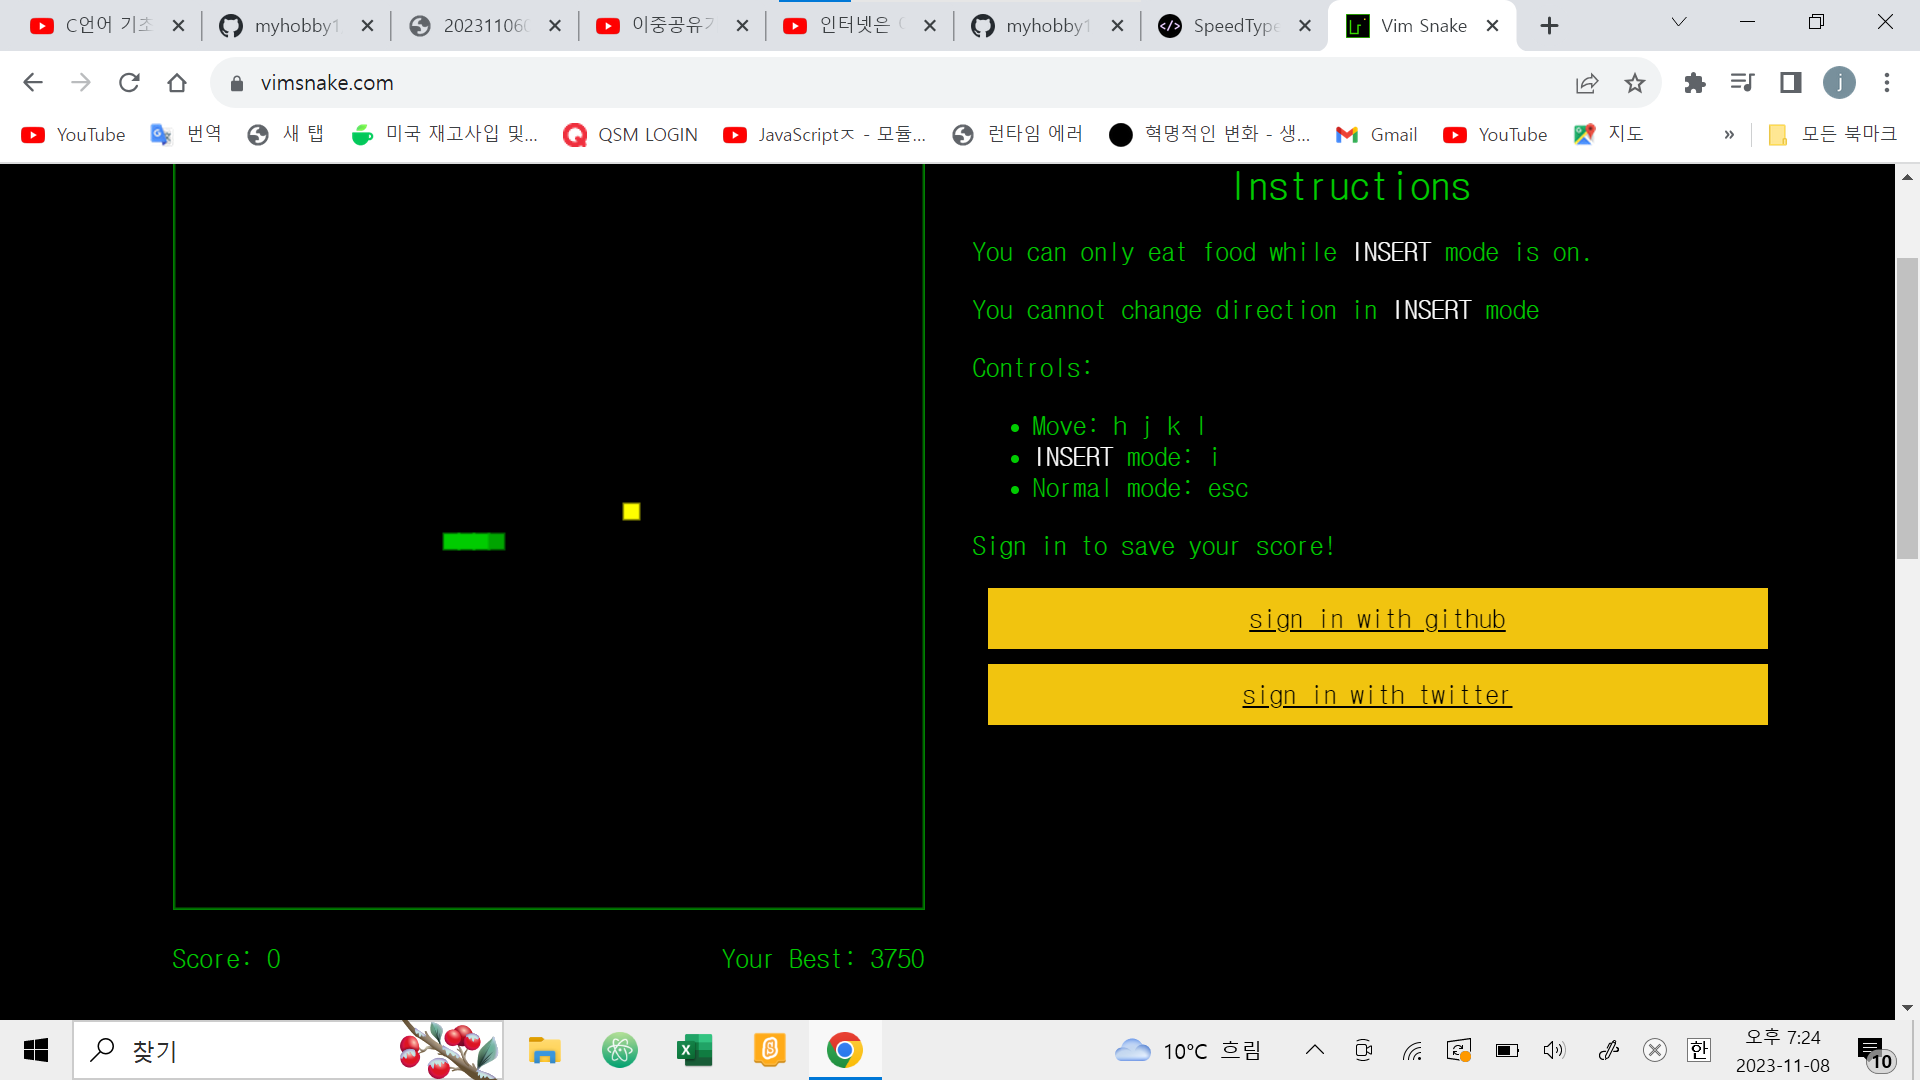 C언어 기초
myhobby1
20231106
이중공유기
인터넷은
myhobby1
SpeedType
Vim Snake
vimsnake.com
j
YouTube
번역
새 탭
미국 재고사입 및...
QSM LOGIN
JavaScriptㅈ - 모듈...
런타임 에러
혁명적인 변화 - 생...
Gmail
YouTube
지도
»
모든 북마크
Instructions
You can only eat food while INSERT mode is on.
You cannot change direction in INSERT mode
Controls:
• Move: h j k l
• INSERT mode: i
• Normal mode: esc
Sign in to save your score!
sign in with github
sign in with twitter
Score: 0
Your Best: 3750
찾기
10°C 흐림
한
오후 7:24
2023-11-08
10